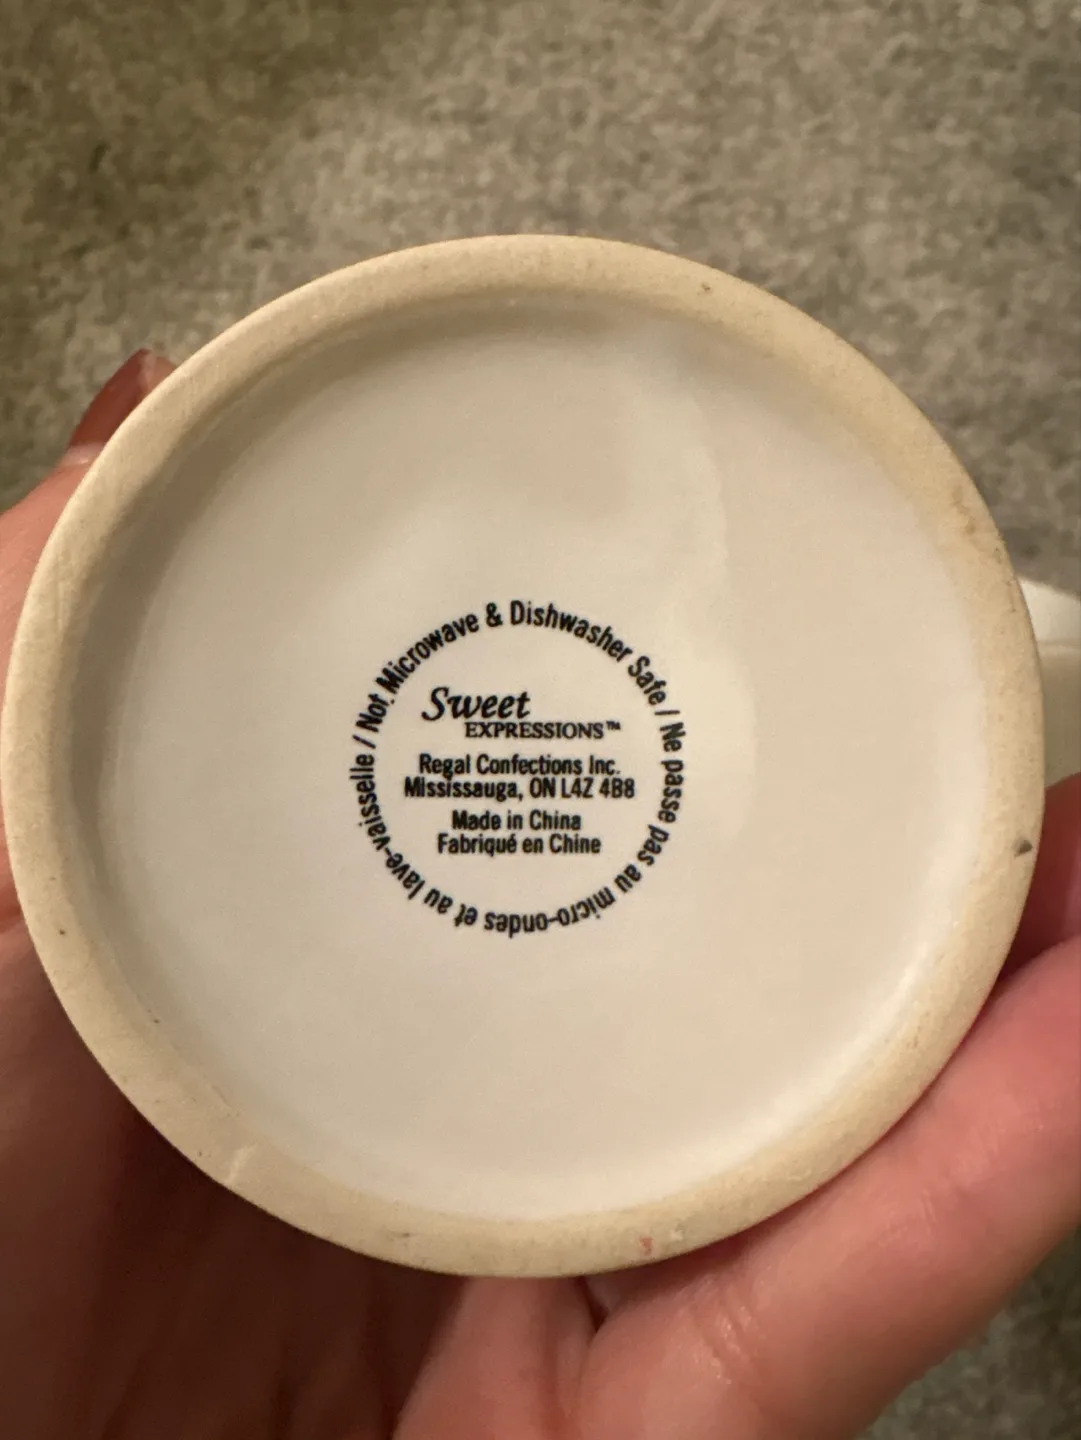 Not Microwave & Dishwasher Safe / Ne passe pas au micro-ondes et au lave-vaisselle /
Sweet
EXPRESSIONS™
Regal Confections Inc.
Mississauga, ON L4Z 4B8
Made in China
Fabriqué en Chine